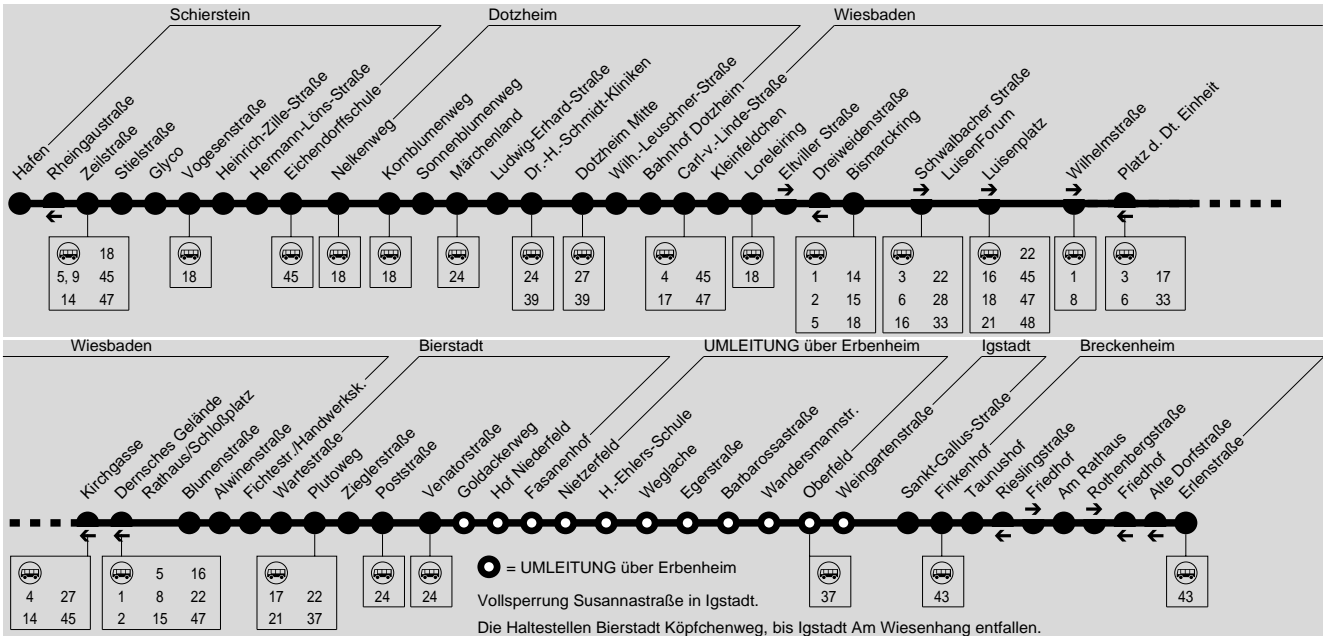 Schierstein Dotzheim Wiesbaden
Hafen
Rheingaustraße
Zeilstraße
Stielstraße
Glyco
Vogesenstraße
Heinrich-Zille-Straße
Hermann-Löns-Straße
Eichendorffschule
Nelkenweg
Kornblumenweg
Sonnenblumenweg
Märchenland
Ludwig-Erhard-Straße
Dr.-H.-Schmidt-Kliniken
Dotzheim Mitte
Wilh.-Leuschner-Straße
Bahnhof Dotzheim
Carl-v.-Linde-Straße
Kleinfeldchen
Loreleiring
Eltviller Straße
Dreiweidenstraße
Bismarckring
Schwalbacher Straße
LuisenForum
Luisenplatz
Wilhelmstraße
Platz d. Dt. Einheit
18
5, 9 45
14 47
18
45
18
18
24
24
39
27
39
4 45
17 47
18
1 14
2 15
5 18
3 22
6 28
16 33
22
16 45
18 47
21 48
1
8
3 17
6 33
Wiesbaden Bierstadt UMLEITUNG über Erbenheim Igstadt Breckenheim
Kirchgasse
Dernsches Gelände
Rathaus/Schloßplatz
Blumenstraße
Alwinenstraße
Fichtestr./Handwerksk.
Wartestraße
Plutoweg
Zieglerstraße
Poststraße
Venatorstraße
Goldackerweg
Hof Niederfeld
Fasanenhof
Nietzerfeld
H.-Ehlers-Schule
Weglache
Egerstraße
Barbarossastraße
Wandersmannstr.
Oberfeld
Weingartenstraße
Sankt-Gallus-Straße
Finkenhof
Taunushof
Rieslingstraße
Friedhof
Am Rathaus
Rothenbergstraße
Friedhof
Alte Dorfstraße
Erlenstraße
4 27
14 45
5 16
1 8 22
2 15 47
17 22
21 37
24
24
37
43
43
= UMLEITUNG über Erbenheim
Vollsperrung Susannastraße in Igstadt.
Die Haltestellen Bierstadt Köpfchenweg, bis Igstadt Am Wiesenhang entfallen.